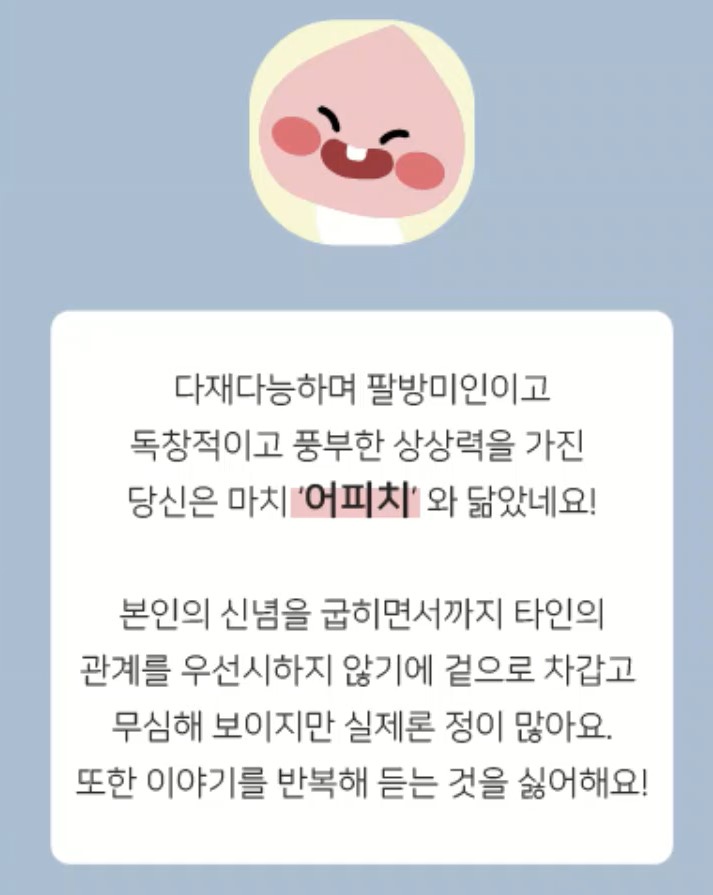 다재다능하며 팔방미인이고
독창적이고 풍부한 상상력을 가진
당신은 마치 '어피치' 와 닮았네요!
본인의 신념을 굽히면서까지 타인의
관계를 우선시하지 않기에 겉으로 차갑고
무심해 보이지만 실제론 정이 많아요.
또한 이야기를 반복해 듣는 것을 싫어해요!